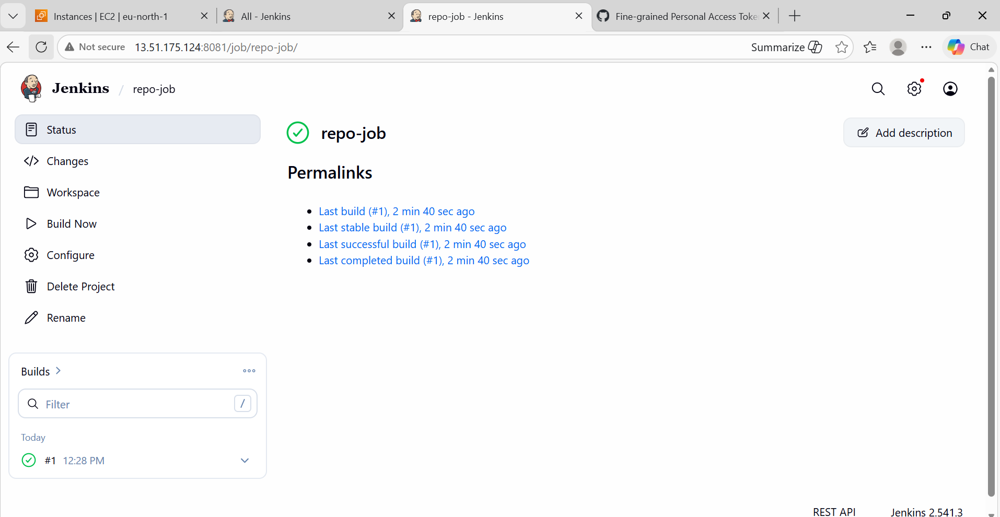 Instances | EC2 | eu-north-1
All - Jenkins
repo-job - Jenkins
Fine-grained Personal Access Toke
Not secure
13.51.175.124:8081/job/repo-job/
Summarize
Chat
Jenkins / repo-job
Status
Changes
Workspace
Build Now
Configure
Delete Project
Rename
repo-job
Add description
Permalinks
• Last build (#1), 2 min 40 sec ago
• Last stable build (#1), 2 min 40 sec ago
• Last successful build (#1), 2 min 40 sec ago
• Last completed build (#1), 2 min 40 sec ago
Builds
Filter /
Today
#1 12:28 PM
REST API
Jenkins 2.541.3